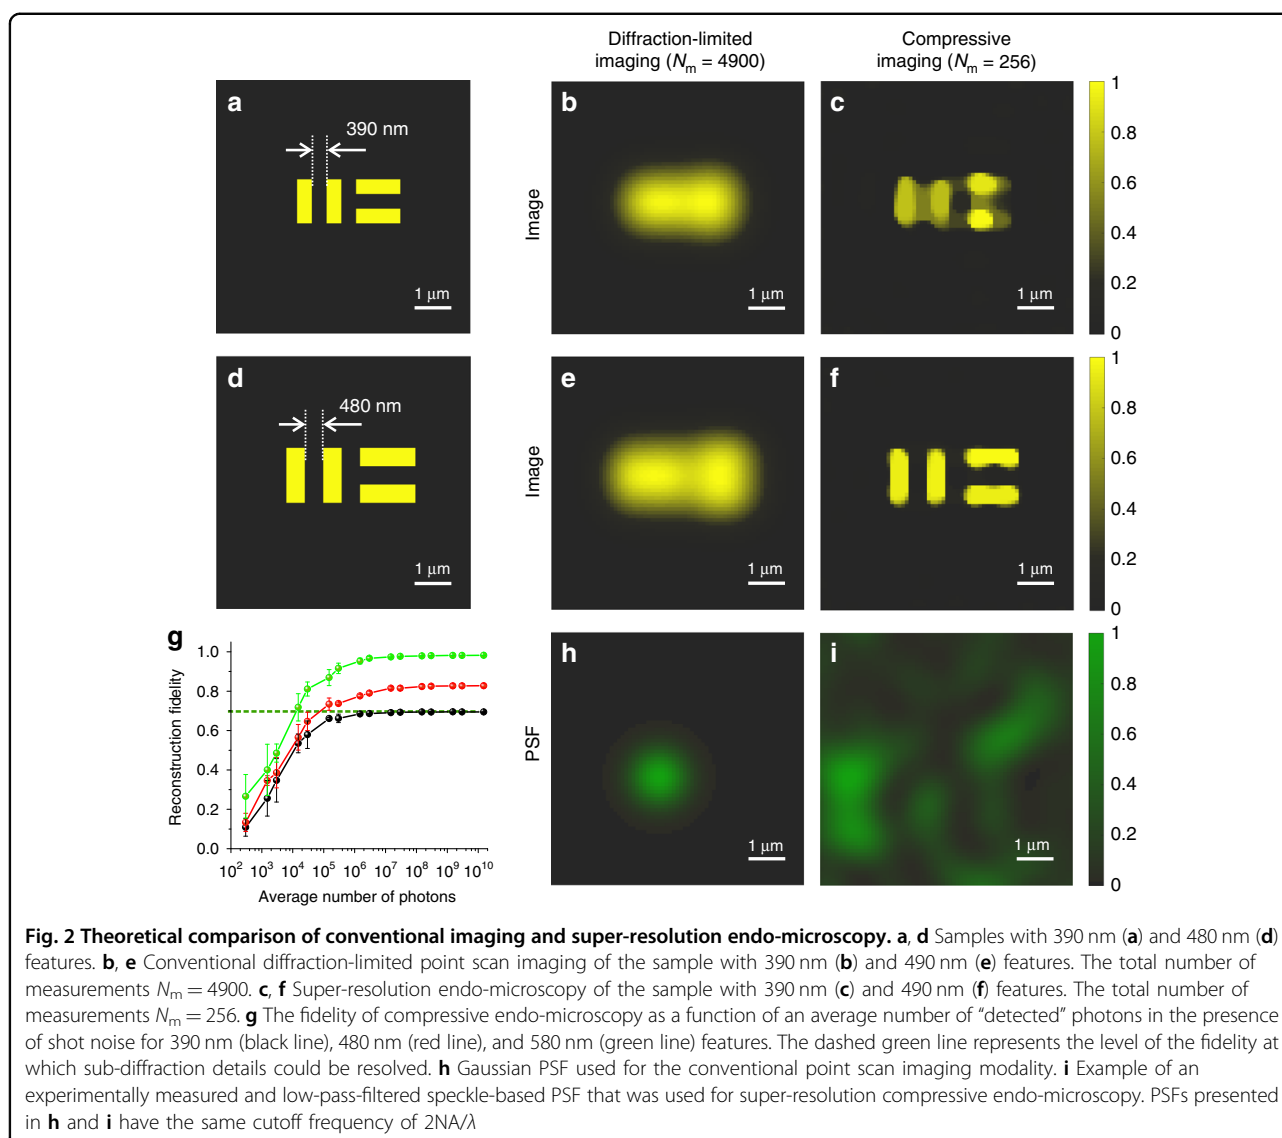 Diffraction-limited
imaging (Nm = 4900)
Compressive
imaging (Nm = 256)
a
390 nm
1 μm
Image
b
1 μm
c
1 μm
1
0.8
0.6
0.4
0.2
0
d
480 nm
1 μm
Image
e
1 μm
f
1 μm
1
0.8
0.6
0.4
0.2
0
g
Reconstruction fidelity
1.0
0.8
0.6
0.4
0.2
0.0
10² 10³ 10⁴ 10⁵ 10⁶ 10⁷ 10⁸ 10⁹ 10¹⁰
Average number of photons
PSF
h
1 μm
i
1 μm
1
0.8
0.6
0.4
0.2
0
Fig. 2 Theoretical comparison of conventional imaging and super-resolution endo-microscopy. a, d Samples with 390 nm (a) and 480 nm (d)
features. b, e Conventional diffraction-limited point scan imaging of the sample with 390 nm (b) and 490 nm (e) features. The total number of
measurements Nm = 4900. c, f Super-resolution endo-microscopy of the sample with 390 nm (c) and 490 nm (f) features. The total number of
measurements Nm = 256. g The fidelity of compressive endo-microscopy as a function of an average number of “detected” photons in the presence
of shot noise for 390 nm (black line), 480 nm (red line), and 580 nm (green line) features. The dashed green line represents the level of the fidelity at
which sub-diffraction details could be resolved. h Gaussian PSF used for the conventional point scan imaging modality. i Example of an
experimentally measured and low-pass-filtered speckle-based PSF that was used for super-resolution compressive endo-microscopy. PSFs presented
in h and i have the same cutoff frequency of 2NA/λ